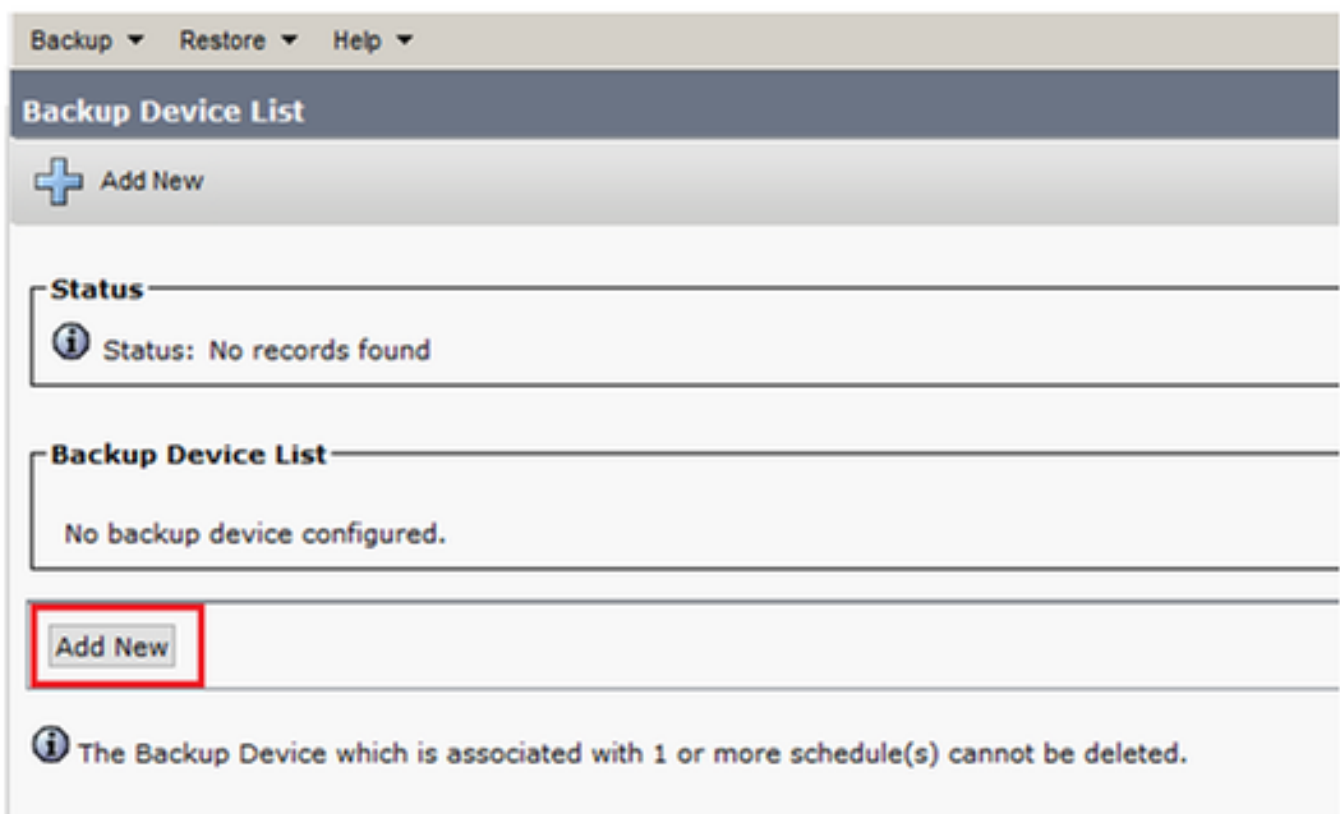 Backup Restore Help
Backup Device List
Add New
Status
Status: No records found
Backup Device List
No backup device configured.
Add New
The Backup Device which is associated with 1 or more schedule(s) cannot be deleted.